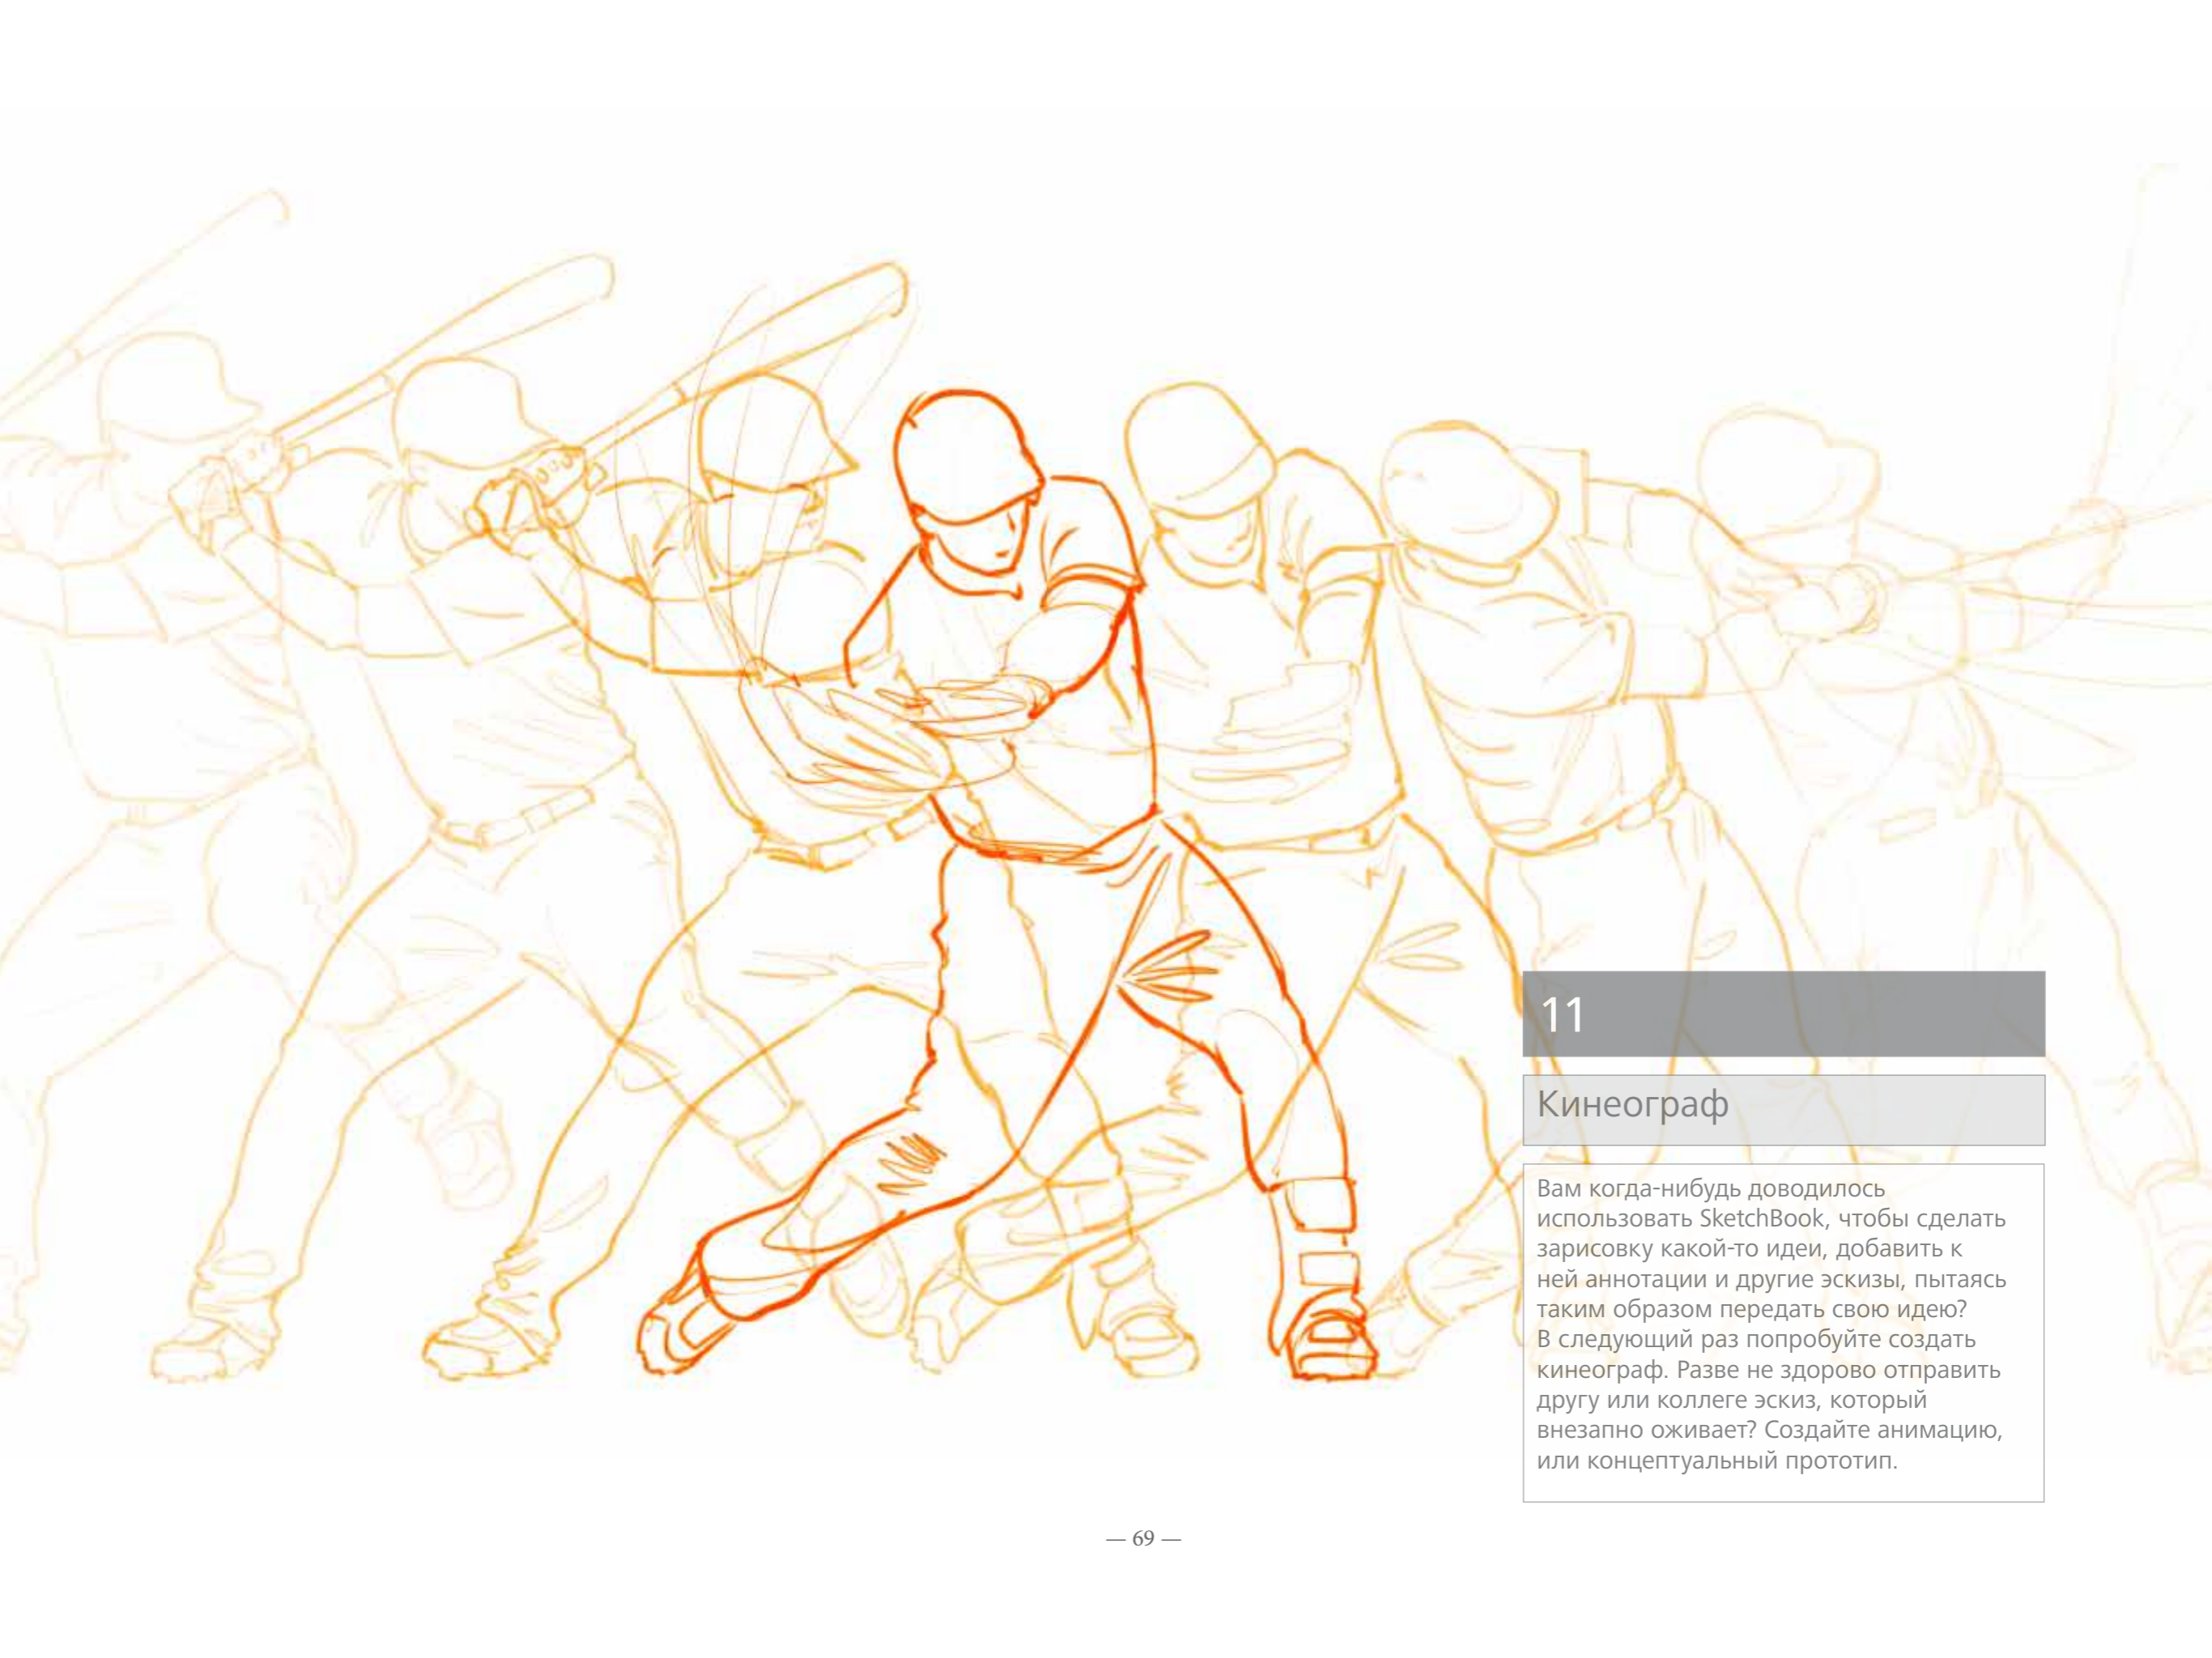 11
Кинеограф
Вам когда-нибудь доводилось
использовать SketchBook, чтобы сделать
зарисовку какой-то идеи, добавить к
ней аннотации и другие эскизы, пытаясь
таким образом передать свою идею?
В следующий раз попробуйте создать
кинеограф. Разве не здорово отправить
другу или коллеге эскиз, который
внезапно оживает? Создайте анимацию,
или концептуальный прототип.
— 69 —